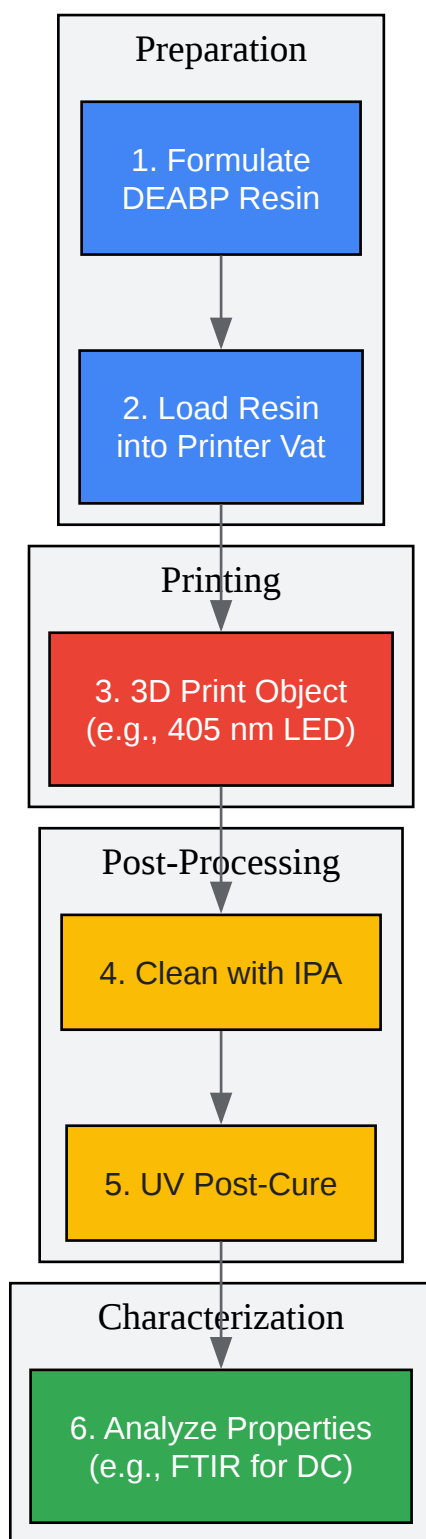 Preparation
1. Formulate
DEABP Resin
2. Load Resin
into Printer Vat
Printing
3. 3D Print Object
(e.g., 405 nm LED)
Post-Processing
4. Clean with IPA
5. UV Post-Cure
Characterization
6. Analyze Properties
(e.g., FTIR for DC)